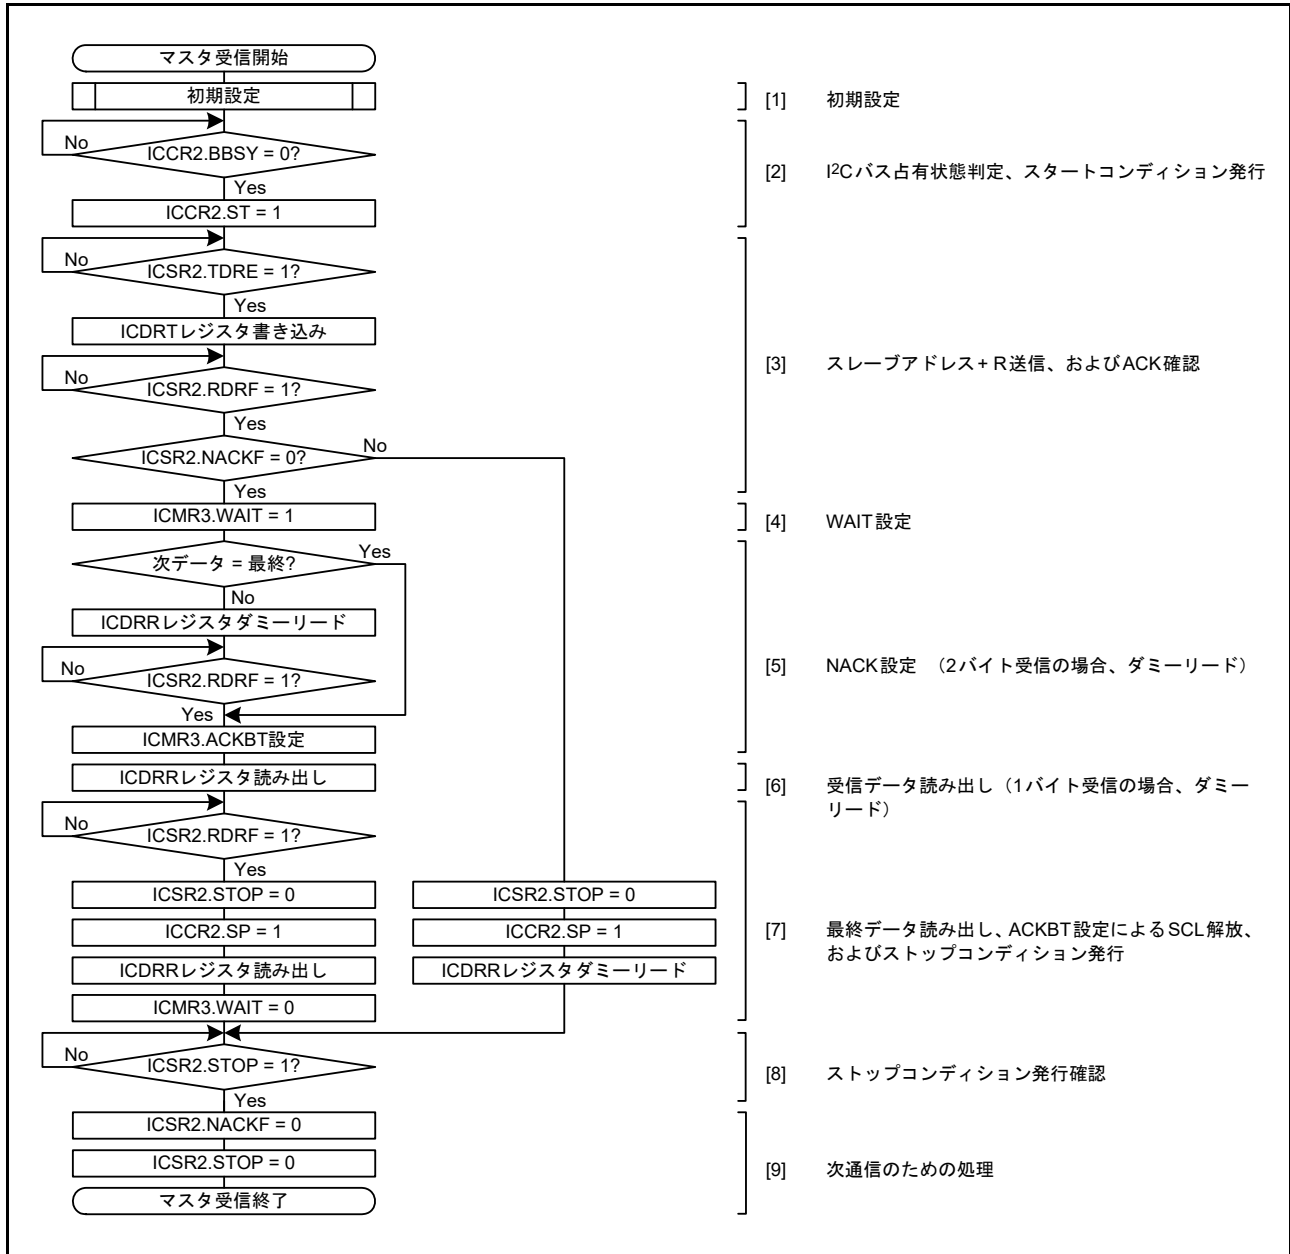 マスタ受信開始
初期設定
[1] 初期設定
No
ICCR2.BBSY = 0?
[2] I2Cバス占有状態判定、スタートコンディション発行
Yes
ICCR2.ST = 1
No
ICSR2.TDRE = 1?
Yes
ICDRTレジスタ書き込み
[3] スレーブアドレス+ R送信、およびACK確認
No
ICSR2.RDRF = 1?
Yes
ICSR2.NACKF = 0?
No
Yes
ICMR3.WAIT = 1
[4] WAIT設定
次データ = 最終?
Yes
No
ICDRRレジスタダミーリード
No
ICSR2.RDRF = 1?
[5] NACK設定 （2バイト受信の場合、ダミーリード）
Yes
ICMR3.ACKBT設定
ICDRRレジスタ読み出し
[6] 受信データ読み出し（1バイト受信の場合、ダミー
リード）
No
ICSR2.RDRF = 1?
Yes
ICSR2.STOP = 0
ICSR2.STOP = 0
ICCR2.SP = 1
ICCR2.SP = 1
[7] 最終データ読み出し、ACKBT設定によるSCL解放、
およびストップコンディション発行
ICDRRレジスタ読み出し
ICDRRレジスタダミーリード
ICMR3.WAIT = 0
No
ICSR2.STOP = 1?
[8] ストップコンディション発行確認
Yes
ICSR2.NACKF = 0
ICSR2.STOP = 0
[9] 次通信のための処理
マスタ受信終了